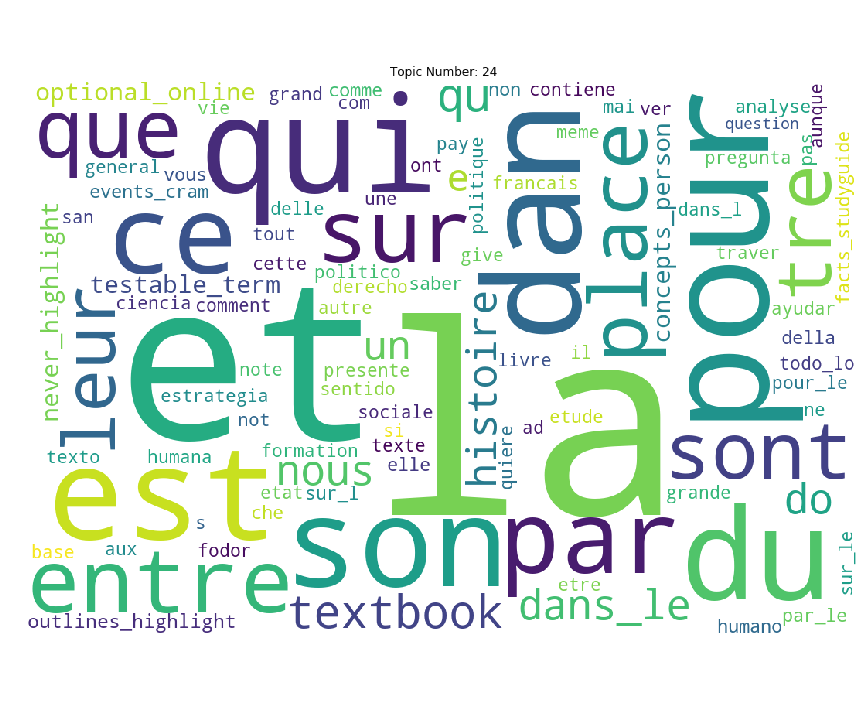 Topic Number: 24
optional_online
grand
comme
qu
non
contiene
vie
com
mai
ver
analyse
aunque
que
qui
dan
place
pour
meme
question
general
vous
ont
pay
politique
concepts_person
pregunta
pas
tre
events_cram
une
e
francais
facts_studyguide
san
ce
delle
sur
dans_l
never_highlight
tout
give
traver
testable_term
cette
politico
derecho
saber
ciencia
comment
autre
histoire
ayudar
leur
et
la
un
livre
il
della
todo_lo
note
presente
pour_le
estrategia
sentido
not
sociale
si
ad
etude
ne
texto
humana
formation
texte
quiere
sont
est
nous
elle
etat
sur_l
grande
do
che
s
son
par
du
base
aux
fodor
sur_le
entre
etre
textbook
dans_le
par_le
outlines_highlight
humano